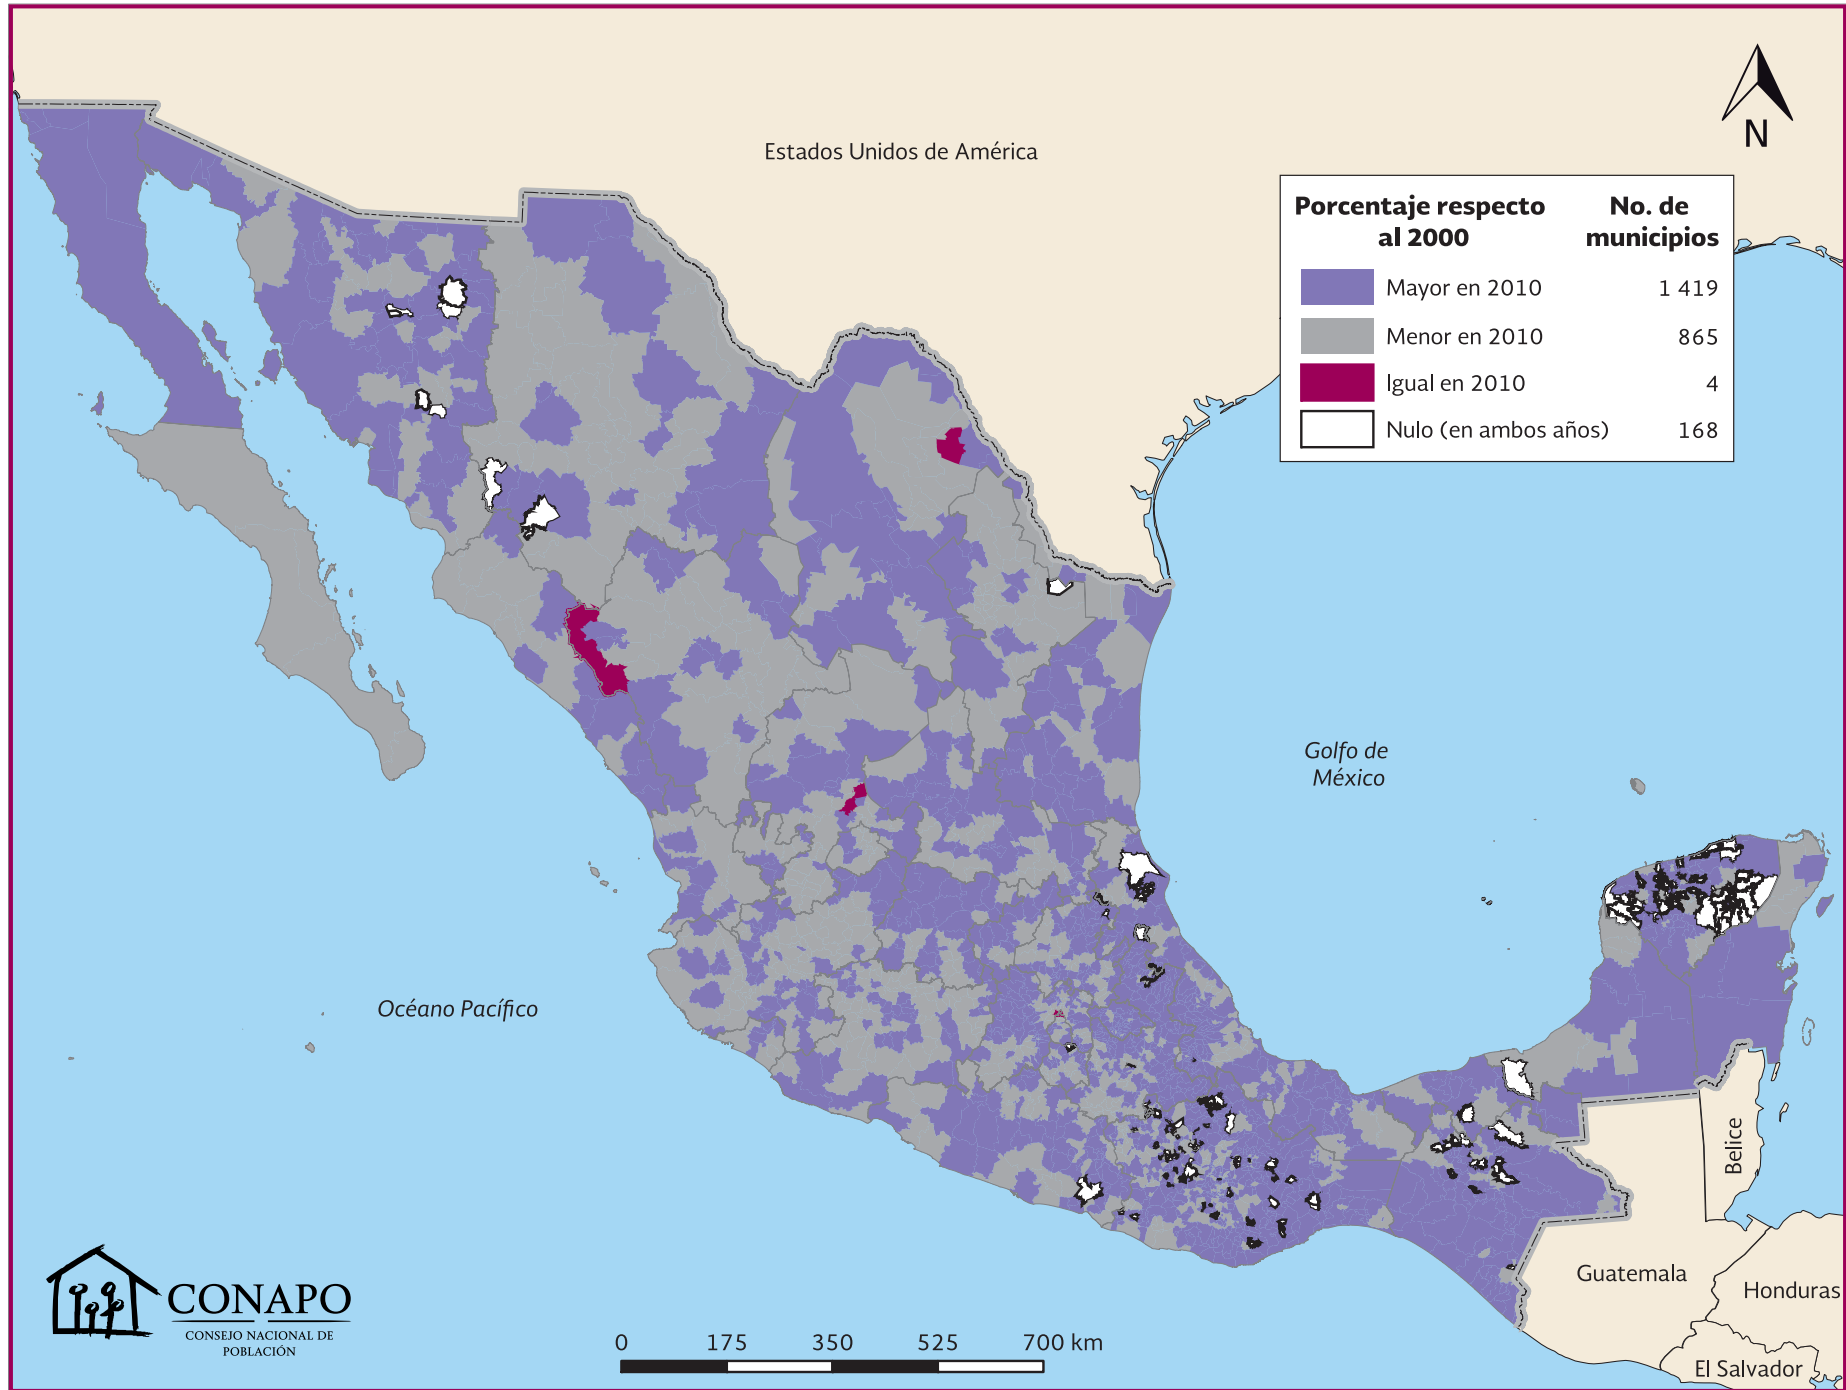 Estados Unidos de América
N
Porcentaje respecto
al 2000
No. de
municipios
Mayor en 2010 1 419
Menor en 2010 865
Igual en 2010 4
Nulo (en ambos años) 168
Golfo de
México
Océano Pacífico
Belice
Guatemala
Honduras
El Salvador
CONAPO
CONSEJO NACIONAL DE
POBLACIÓN
0 175 350 525 700 km